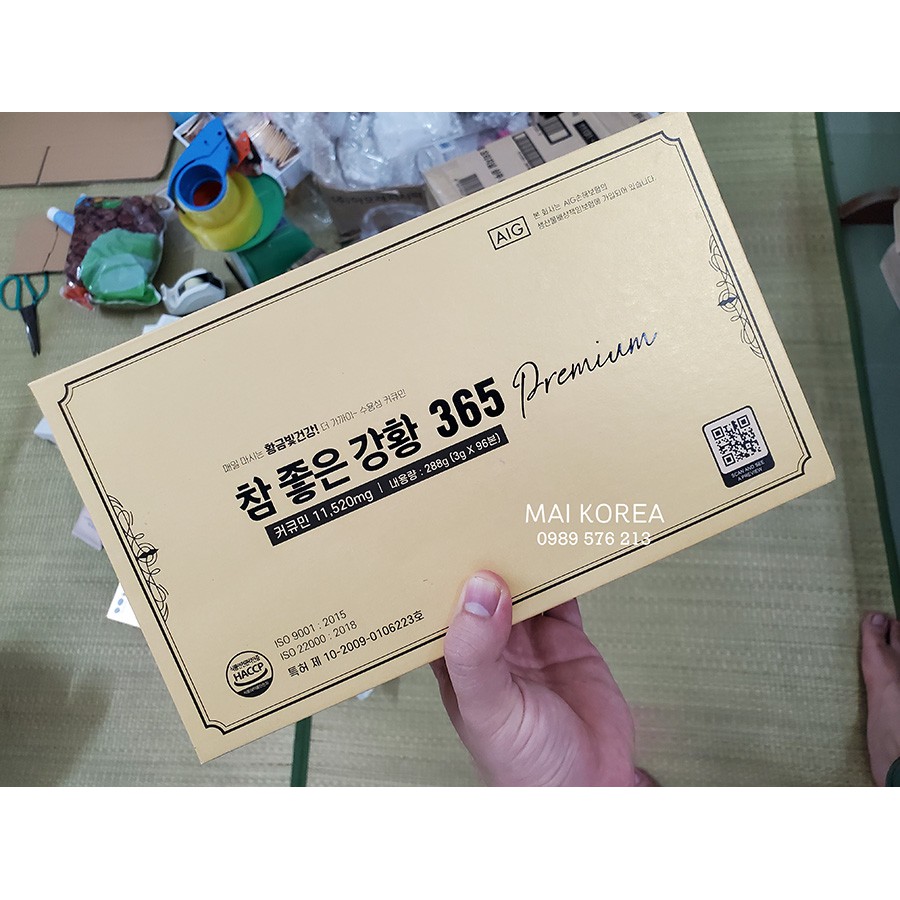 AIG
본 회사는 AIG손해보험의
생산물배상책임보험에 가입되어 있습니다.
매일 마시는 황금빛건강! 더 가까이~ 수용성 커큐민
참 좋은 강황 365 Premium
커큐민 11,520mg | 내용량 : 288g (3g X 96본)
SCAN AND SEE
A PREVIEW
MAI KOREA
0989 576 213
ISO 9001 : 2015
ISO 22000 : 2018
특허 제 10-2009-0106223호
HACCP